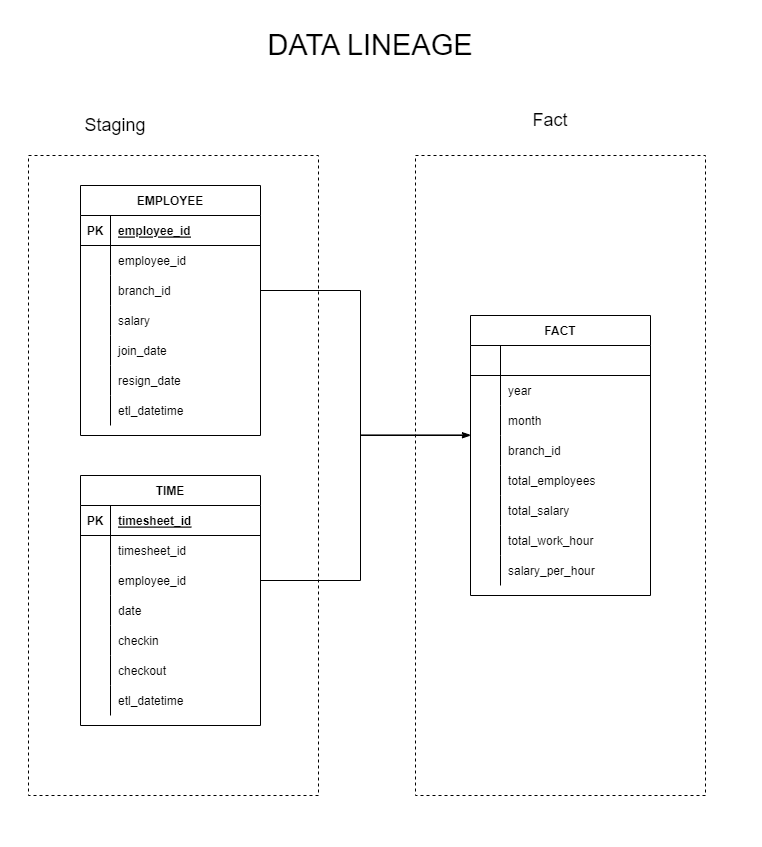 DATA LINEAGE
Staging
Fact
EMPLOYEE
PK employee_id
employee_id
branch_id
salary
join_date
resign_date
etl_datetime
TIME
PK timesheet_id
timesheet_id
employee_id
date
checkin
checkout
etl_datetime
FACT
year
month
branch_id
total_employees
total_salary
total_work_hour
salary_per_hour